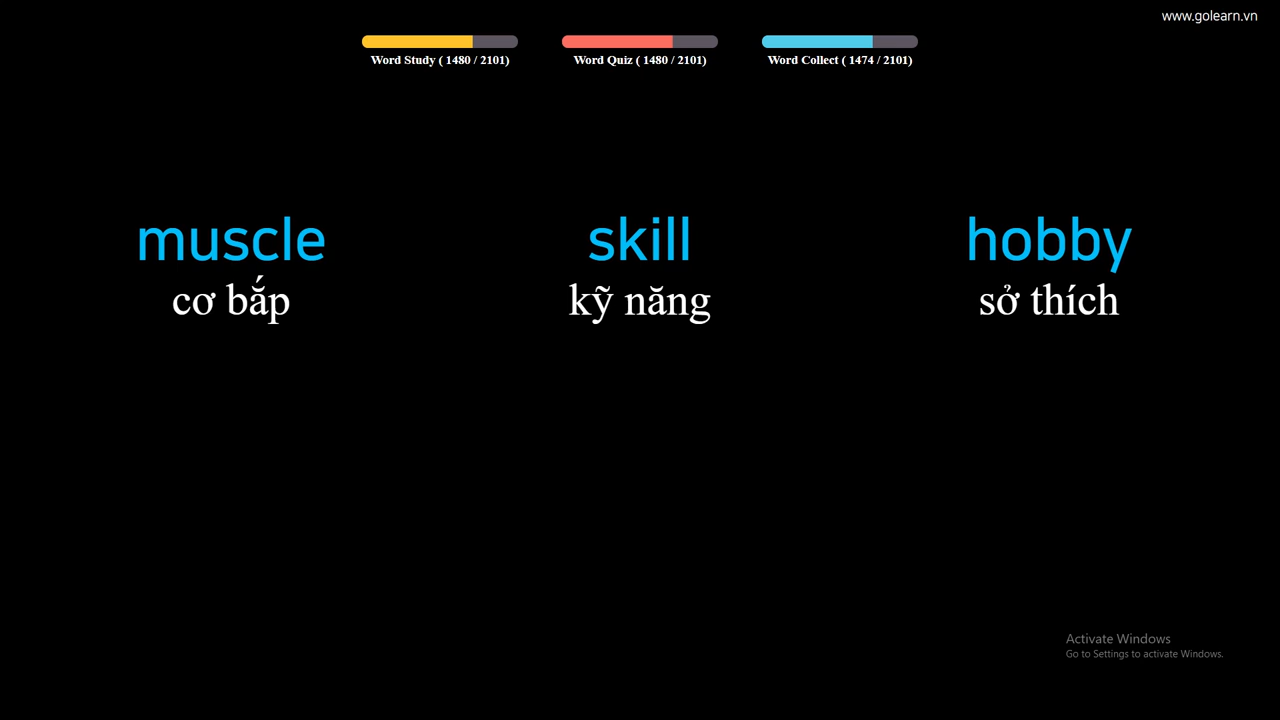 www.golearn.vn
Word Study ( 1480 / 2101) Word Quiz ( 1480 / 2101) Word Collect ( 1474 / 2101)
muscle skill hobby
cơ bắp kỹ năng sở thích
Activate Windows
Go to Settings to activate Windows.